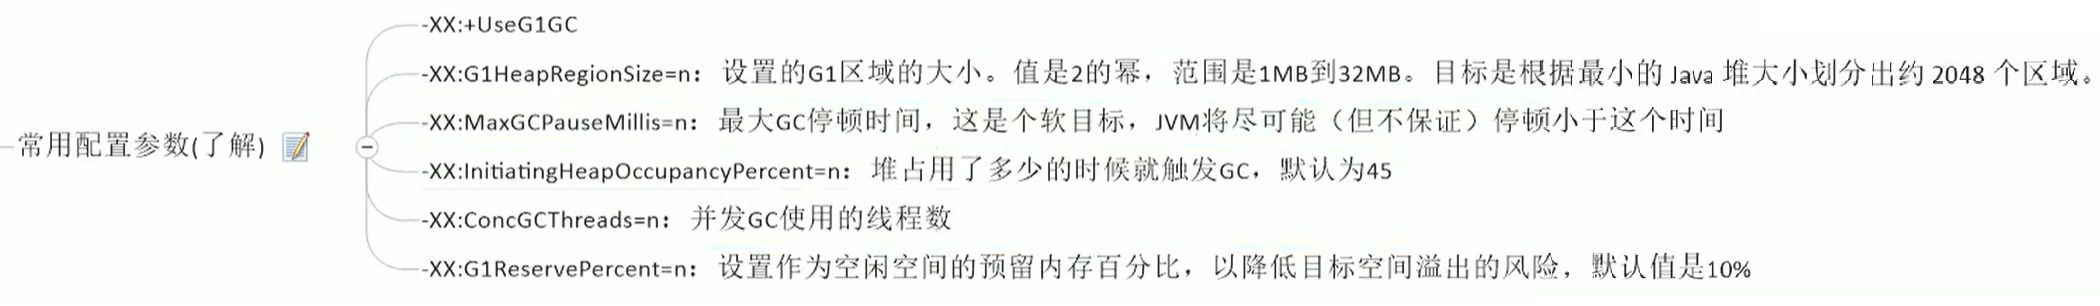 常用配置参数(了解)
-XX:+UseG1GC
-XX:G1HeapRegionSize=n：设置的G1区域的大小。值是2的幂，范围是1MB到32MB。目标是根据最小的 Java 堆大小划分出约 2048 个区域。
-XX:MaxGCPauseMillis=n：最大GC停顿时间，这是个软目标，JVM将尽可能（但不保证）停顿小于这个时间
-XX:InitiatingHeapOccupancyPercent=n：堆占用了多少的时候就触发GC，默认为45
-XX:ConcGCThreads=n：并发GC使用的线程数
-XX:G1ReservePercent=n：设置作为空闲空间的预留内存百分比，以降低目标空间溢出的风险，默认值是10%